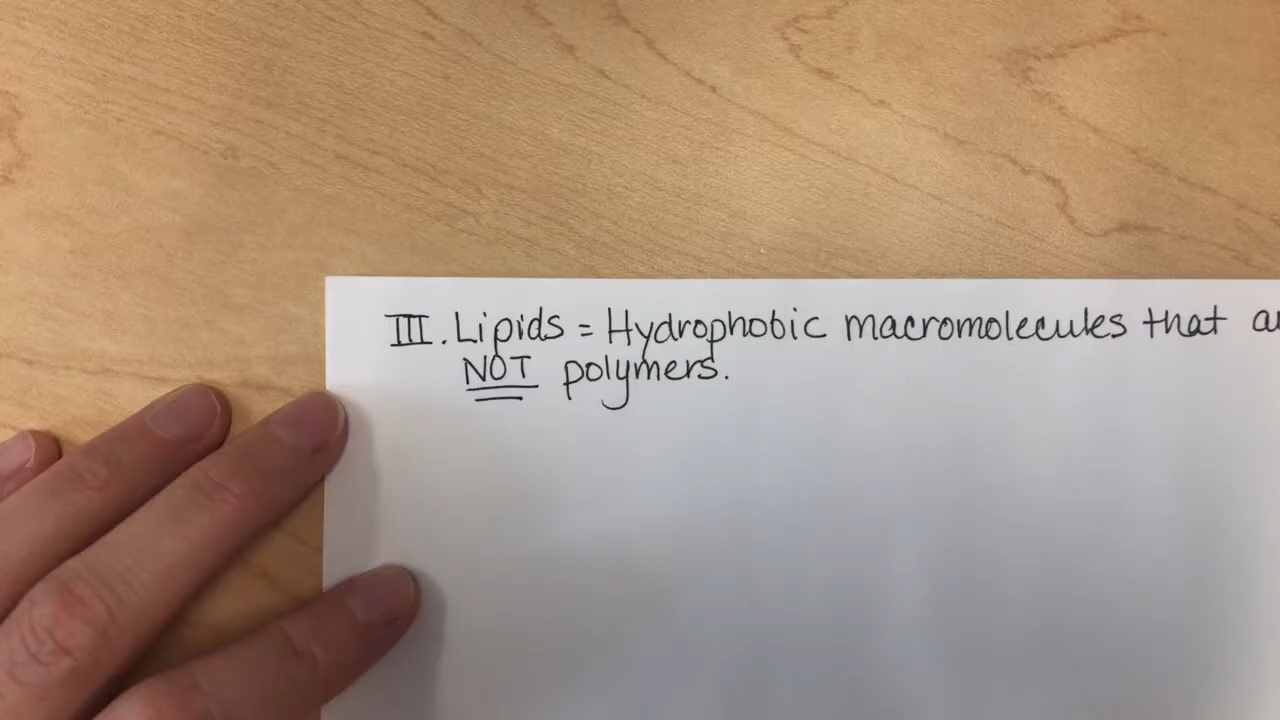 III. Lipids = Hydrophobic macromolecules that
NOT polymers.